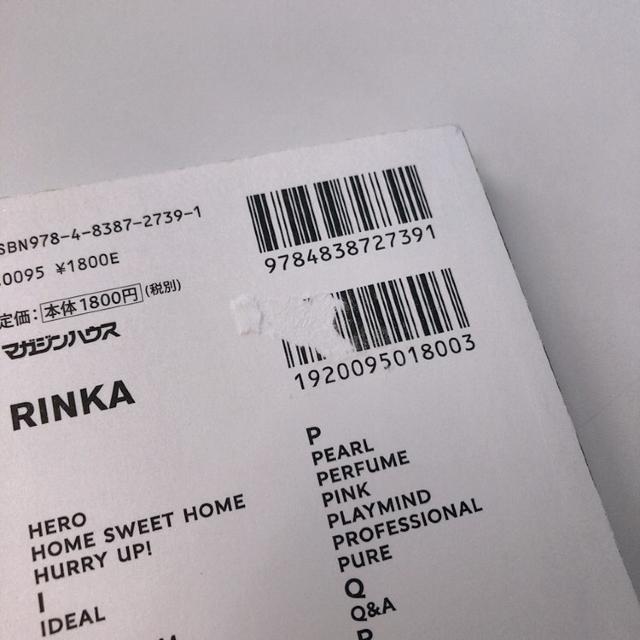 SBN978-4-8387-2739-1
0095 ¥1800E
定価：本体1800円(税別)
マガジンハウス
9784838727391
1920095018003
RINKA
HERO
HOME SWEET HOME
HURRY UP!
I
IDEAL
P
PEARL
PERFUME
PINK
PLAYMIND
PROFESSIONAL
PURE
Q
Q&A